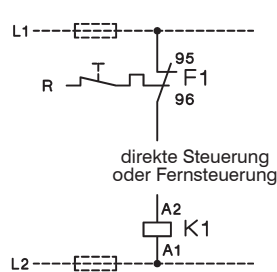 L1
95
F1
R
96
direkte Steuerung
oder Fernsteuerung
A2
K1
A1
L2